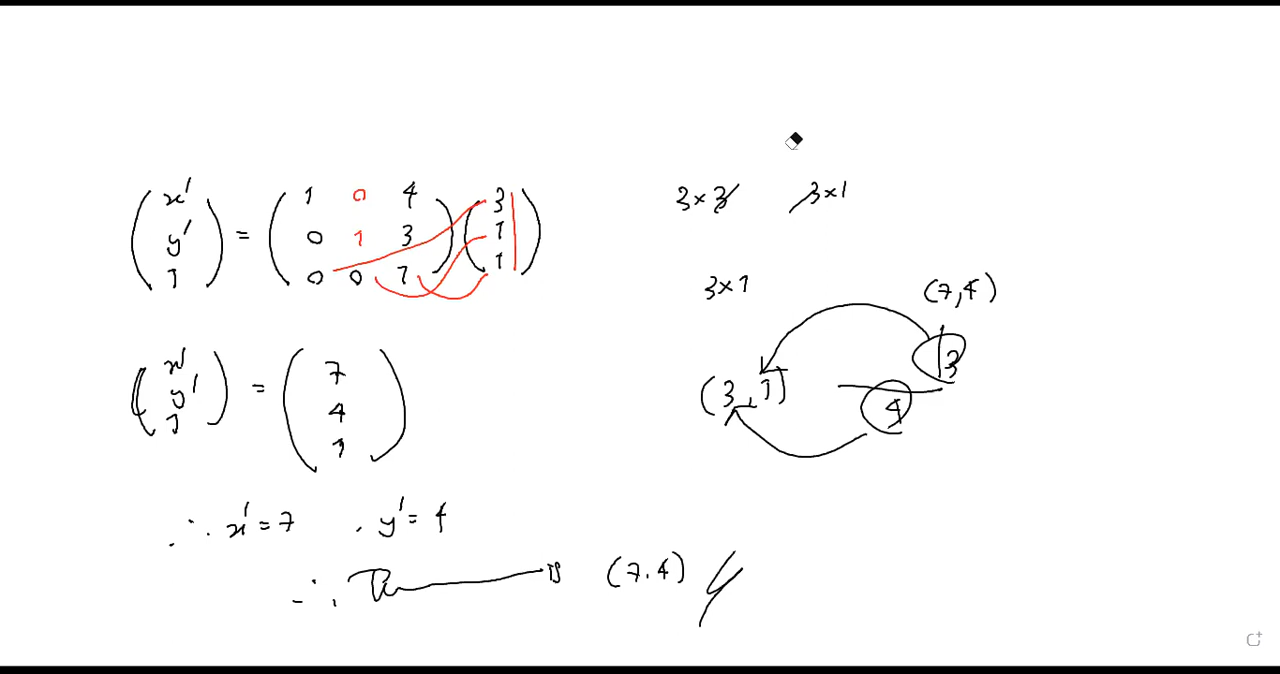 3 × 3 3 × 1
(x' y' 1) = (1 0 4 0 1 3 0 0 1) (3 1 1)
3 × 1
(7, 4)
3
(3, 1)
4
(x' y' 1) = (7 4 1)
∴ x' = 7 , y' = 4
∴ is (7, 4)